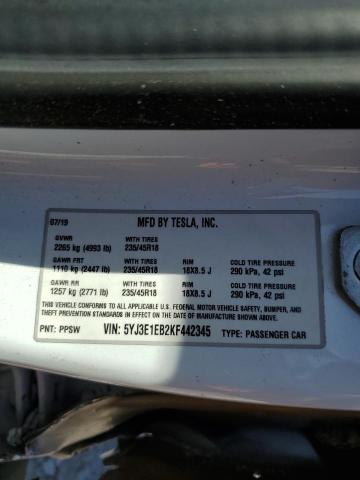 07/19 MFD BY TESLA, INC.
GVWR WITH TIRES
2265 kg (4993 lb) 235/45R18
GAWR FRT WITH TIRES RIM COLD TIRE PRESSURE
1110 kg (2447 lb) 235/45R18 18X8.5 J 290 kPa, 42 psi
GAWR RR WITH TIRES RIM COLD TIRE PRESSURE
1257 kg (2771 lb) 235/45R18 18X8.5 J 290 kPa, 42 psi
THIS VEHICLE CONFORMS TO ALL APPLICABLE U.S. FEDERAL MOTOR VEHICLE SAFETY, BUMPER, AND
THEFT PREVENTION STANDARDS IN EFFECT ON THE DATE OF MANUFACTURE SHOWN ABOVE.
PNT: PPSW VIN: 5YJ3E1EB2KF442345 TYPE: PASSENGER CAR